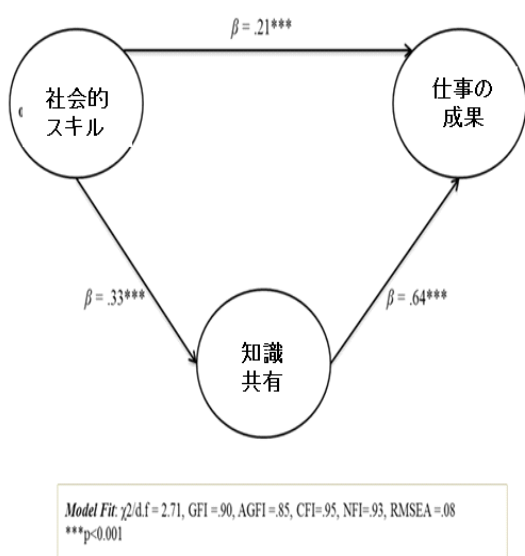 β = .21***
社会的
スキル
仕事の
成果
β = .33***
β = .64***
知識
共有
Model Fit: χ2/d.f = 2.71, GFI =.90, AGFI =.85, CFI=.95, NFI=.93, RMSEA =.08
***p<0.001